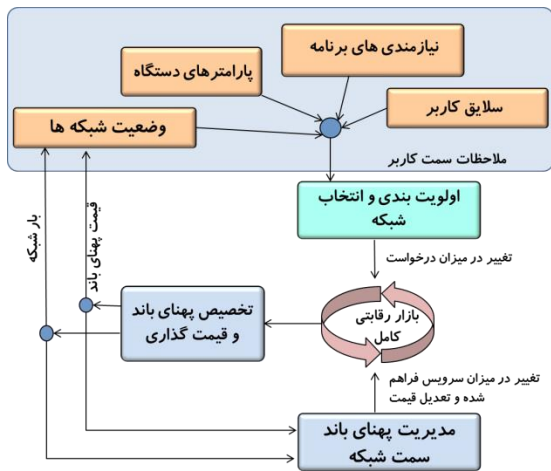 نیازمندی های برنامه
پارامترهای دستگاه
سلایق کاربر
وضعیت شبکه ها
ملاحظات سمت کاربر
اولویت بندی و انتخاب
شبکه
قیمت پهنای باند
بار شبکه
تغییر در میزان درخواست
بازار رقابتی
کامل
تخصیص پهنای باند
و قیمت گذاری
تغییر در میزان سرویس فراهم
شده و تعدیل قیمت
مدیریت پهنای باند
سمت شبکه